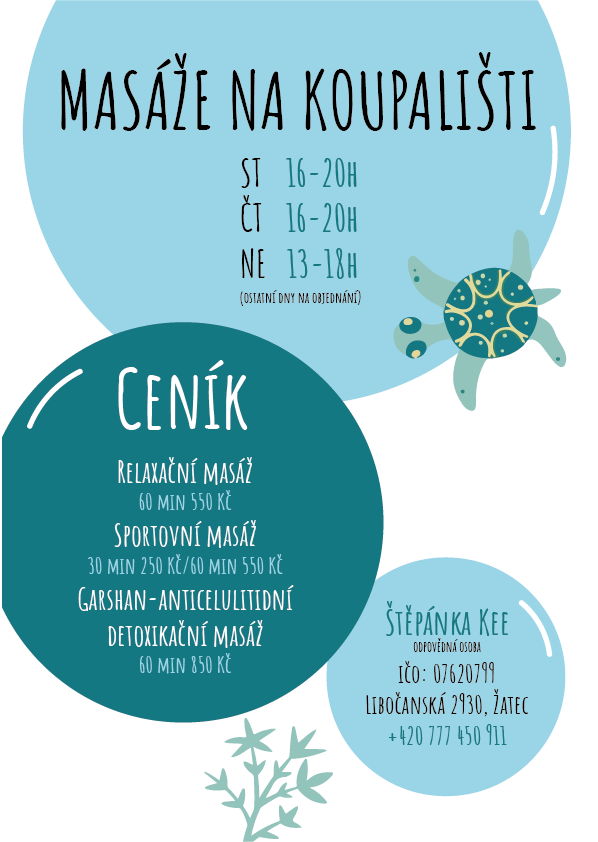 Masáže na koupališti
ST 16-20h
ČT 16-20h
NE 13-18h
(ostatní dny na objednání)
Ceník
Relaxační masáž
60 min 550 Kč
Sportovní masáž
30 min 250 Kč/60 min 550 Kč
Garshan-anticelulitidní
detoxikační masáž
60 min 850 Kč
Štěpánka Kee
odpovědná osoba
Ičo: 07620799
Libočanská 2930, Žatec
+420 777 450 911